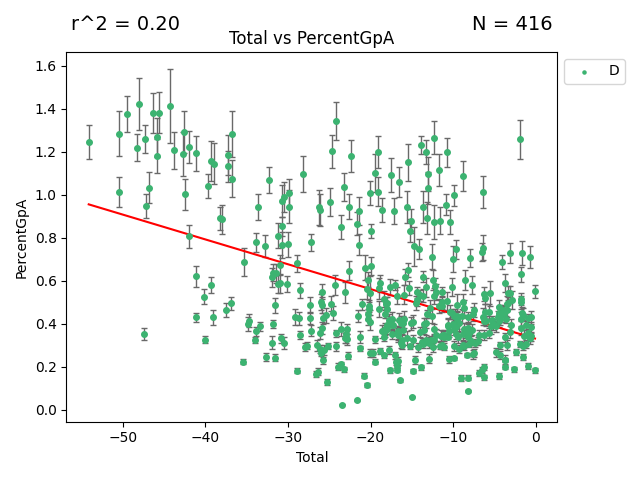 r^2 = 0.20
N = 416
Total vs PercentGpA
D
PercentGpA
1.6
1.4
1.2
1.0
0.8
0.6
0.4
0.2
0.0
−50
−40
−30
−20
−10
0
Total